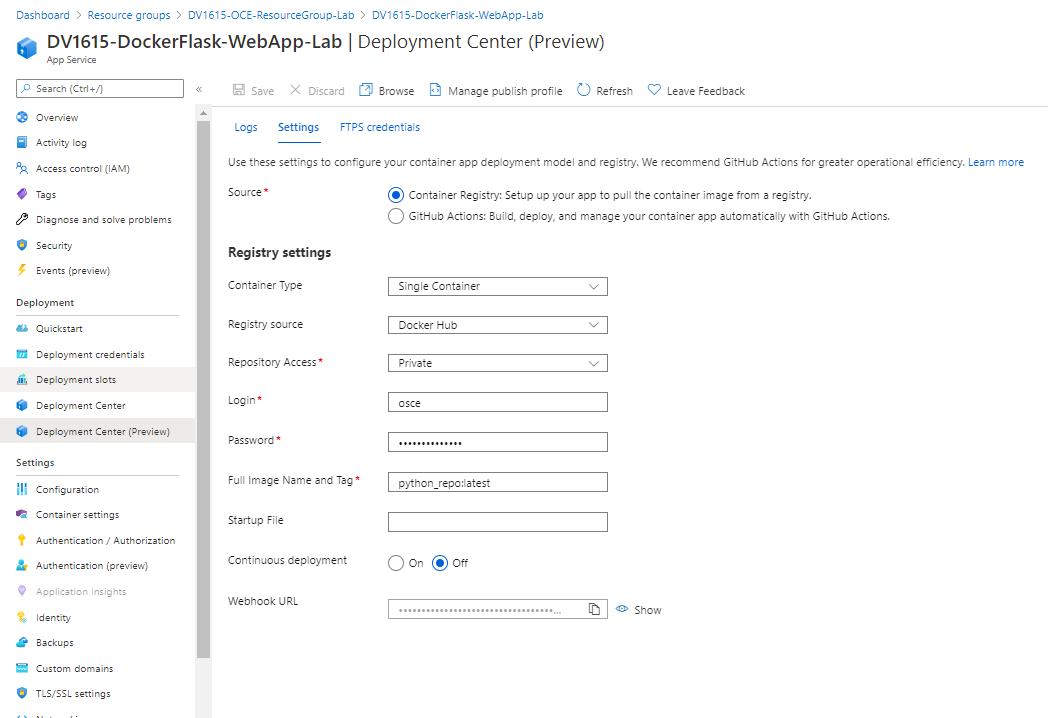 Dashboard > Resource groups > DV1615-OCE-ResourceGroup-Lab > DV1615-DockerFlask-WebApp-Lab
DV1615-DockerFlask-WebApp-Lab | Deployment Center (Preview)
App Service
Search (Ctrl+/)
«
Save
Discard
Browse
Manage publish profile
Refresh
Leave Feedback
Overview
Activity log
Access control (IAM)
Tags
Diagnose and solve problems
Security
Events (preview)
Deployment
Quickstart
Deployment credentials
Deployment slots
Deployment Center
Deployment Center (Preview)
Settings
Configuration
Container settings
Authentication / Authorization
Authentication (preview)
Application Insights
Identity
Backups
Custom domains
TLS/SSL settings
Logs
Settings
FTPS credentials
Use these settings to configure your container app deployment model and registry. We recommend GitHub Actions for greater operational efficiency. Learn more
Source*
Container Registry: Setup up your app to pull the container image from a registry.
GitHub Actions: Build, deploy, and manage your container app automatically with GitHub Actions.
Registry settings
Container Type
Single Container
Registry source
Docker Hub
Repository Access*
Private
Login*
osce
Password*
••••••••••••••
Full Image Name and Tag*
python_repo:latest
Startup File
Continuous deployment
On
Off
Webhook URL
••••••••••••••••••••••••••••••••••...
Show